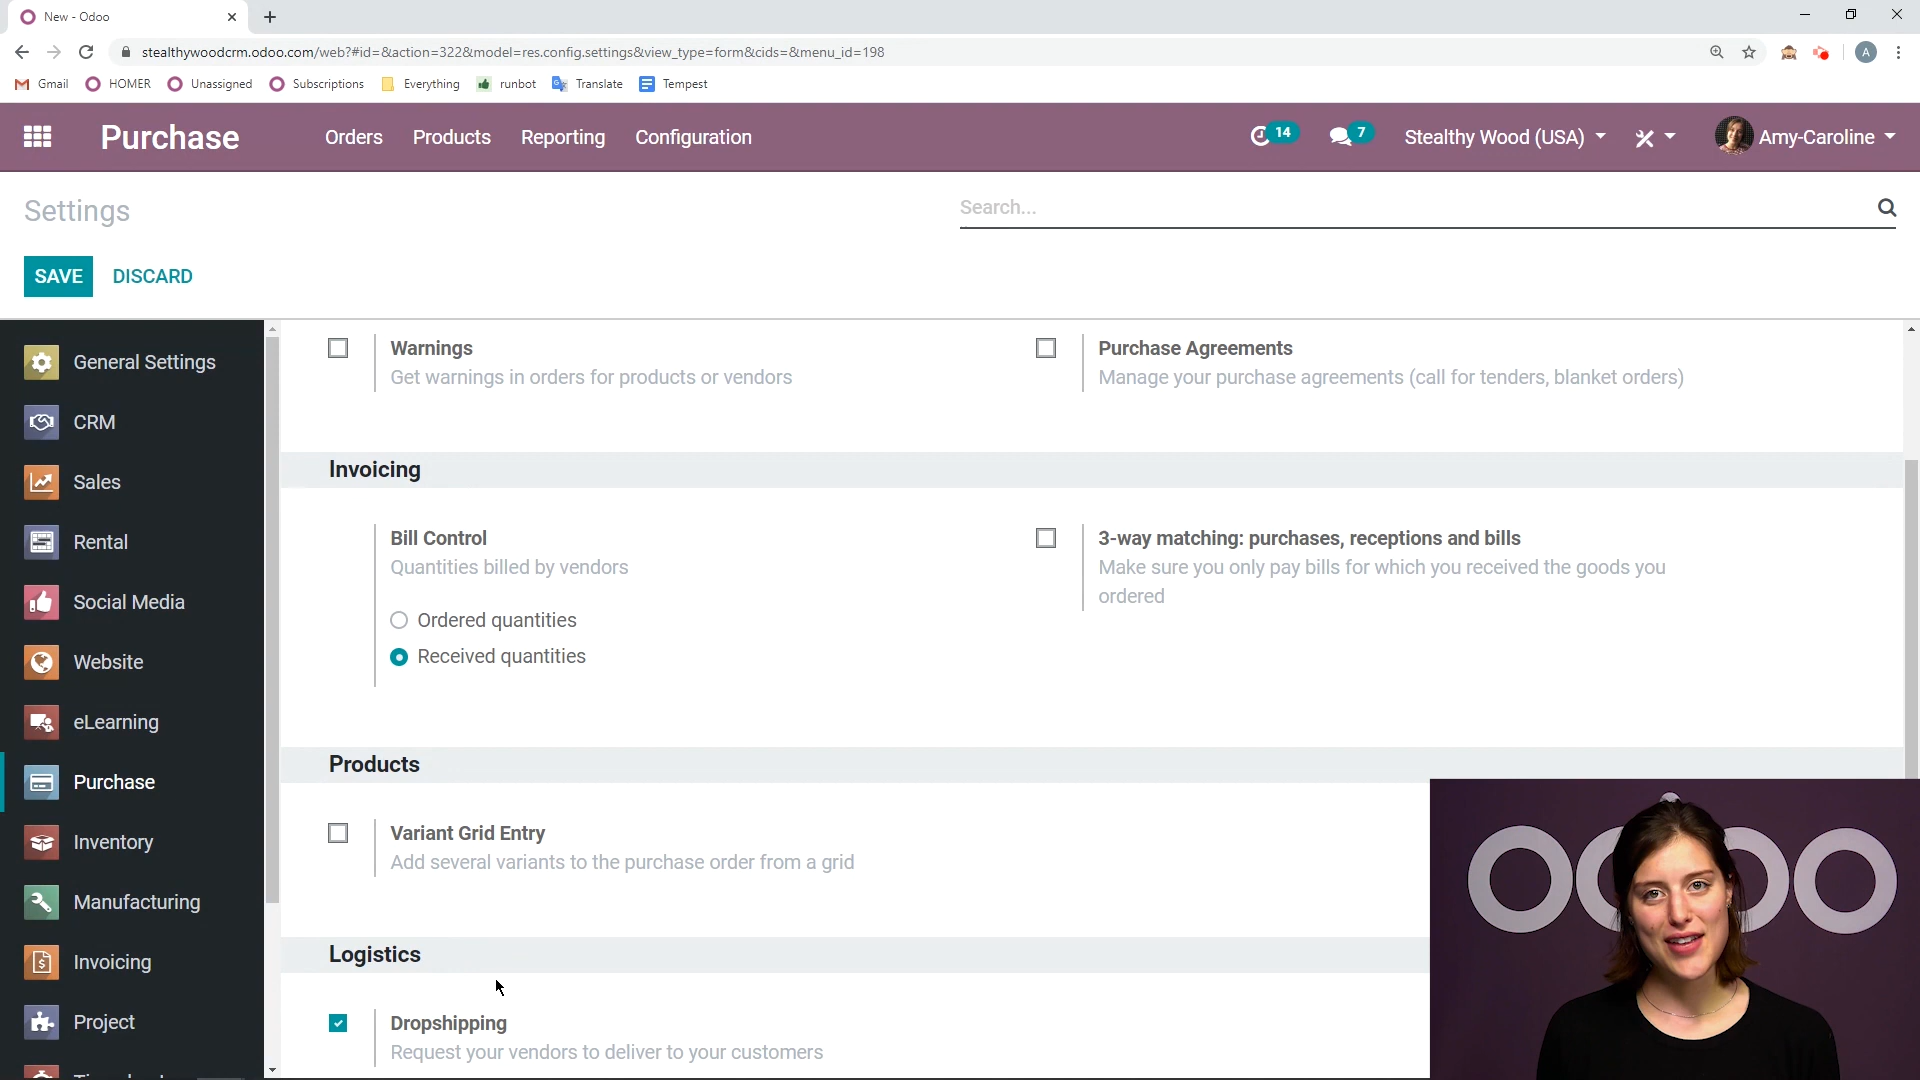 New - Odoo
stealthywoodcrm.odoo.com/web?#id=&action=322&model=res.config.settings&view_type=form&cids=&menu_id=198
A
Gmail HOMER Unassigned Subscriptions Everything runbot Translate Tempest
Purchase Orders Products Reporting Configuration 14 7 Stealthy Wood (USA) Amy-Caroline
Settings
Search...
SAVE DISCARD
General Settings
CRM
Sales
Rental
Social Media
Website
eLearning
Purchase
Inventory
Manufacturing
Invoicing
Project
Warnings
Get warnings in orders for products or vendors
Purchase Agreements
Manage your purchase agreements (call for tenders, blanket orders)
Invoicing
Bill Control
Quantities billed by vendors
Ordered quantities
Received quantities
3-way matching: purchases, receptions and bills
Make sure you only pay bills for which you received the goods you
ordered
Products
Variant Grid Entry
Add several variants to the purchase order from a grid
Logistics
Dropshipping
Request your vendors to deliver to your customers
odoo